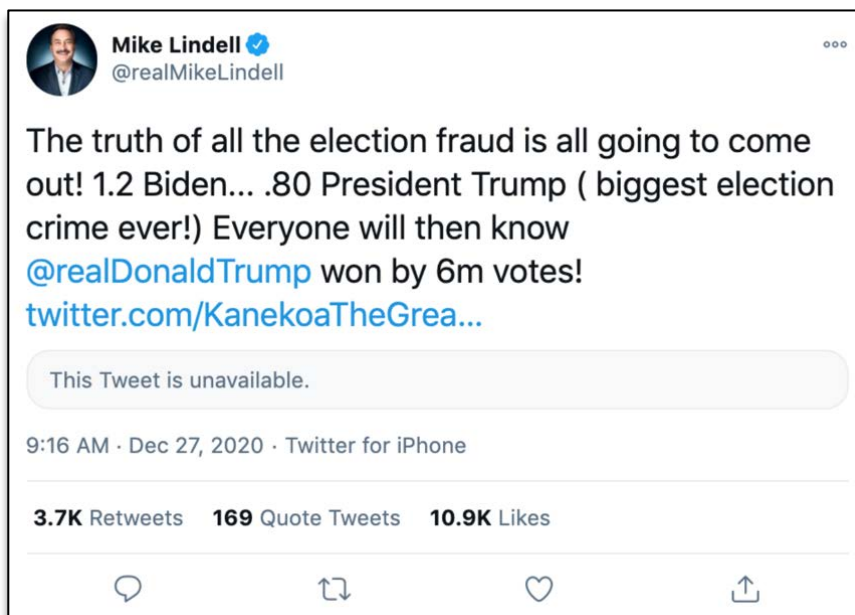 Mike Lindell
@realMikeLindell
The truth of all the election fraud is all going to come
out! 1.2 Biden... .80 President Trump ( biggest election
crime ever!) Everyone will then know
@realDonaldTrump won by 6m votes!
twitter.com/KanekoaTheGrea...
This Tweet is unavailable.
9:16 AM · Dec 27, 2020 · Twitter for iPhone
3.7K Retweets 169 Quote Tweets 10.9K Likes